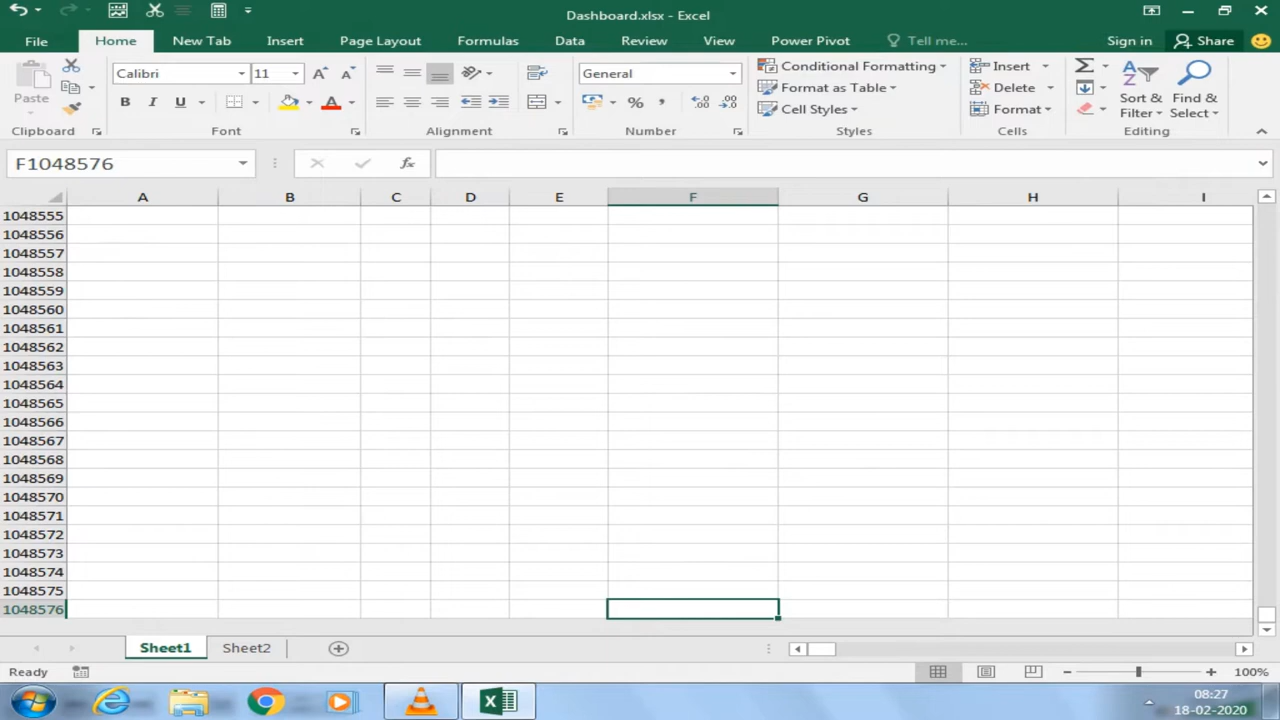 Dashboard.xlsx - Excel
File Home New Tab Insert Page Layout Formulas Data Review View Power Pivot Tell me... Sign in Share
Paste
Clipboard
Calibri 11
B I U A
Font
Alignment
General
% ,
Number
Conditional Formatting
Format as Table
Cell Styles
Styles
Insert
Delete
Format
Cells
Sort &
Filter
Find &
Select
Editing
F1048576 fx
A B C D E F G H I
1048555
1048556
1048557
1048558
1048559
1048560
1048561
1048562
1048563
1048564
1048565
1048566
1048567
1048568
1048569
1048570
1048571
1048572
1048573
1048574
1048575
1048576
Sheet1 Sheet2
Ready 100%
08:27
18-02-2020